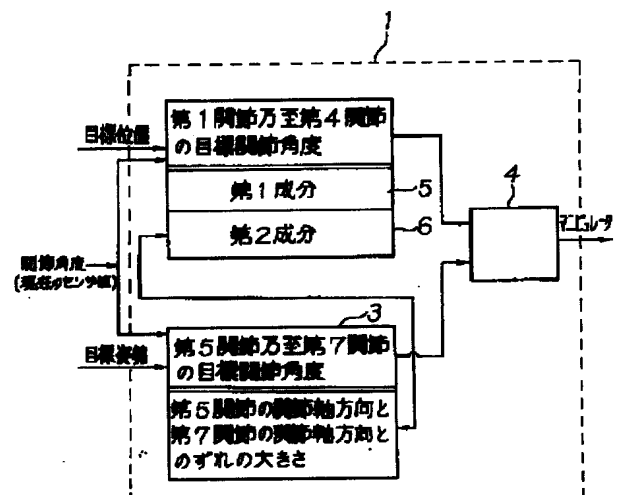 1
第1関節乃至第4関節
の目標関節角度
目標位置
第1成分
5
第2成分
6
4
マニピュレータ
関節角度
(現在のセンサ値)
3
第5関節乃至第7関節
の目標関節角度
目標姿勢
第5関節の関節軸方向と
第7関節の関節軸方向と
のずれの大きさ